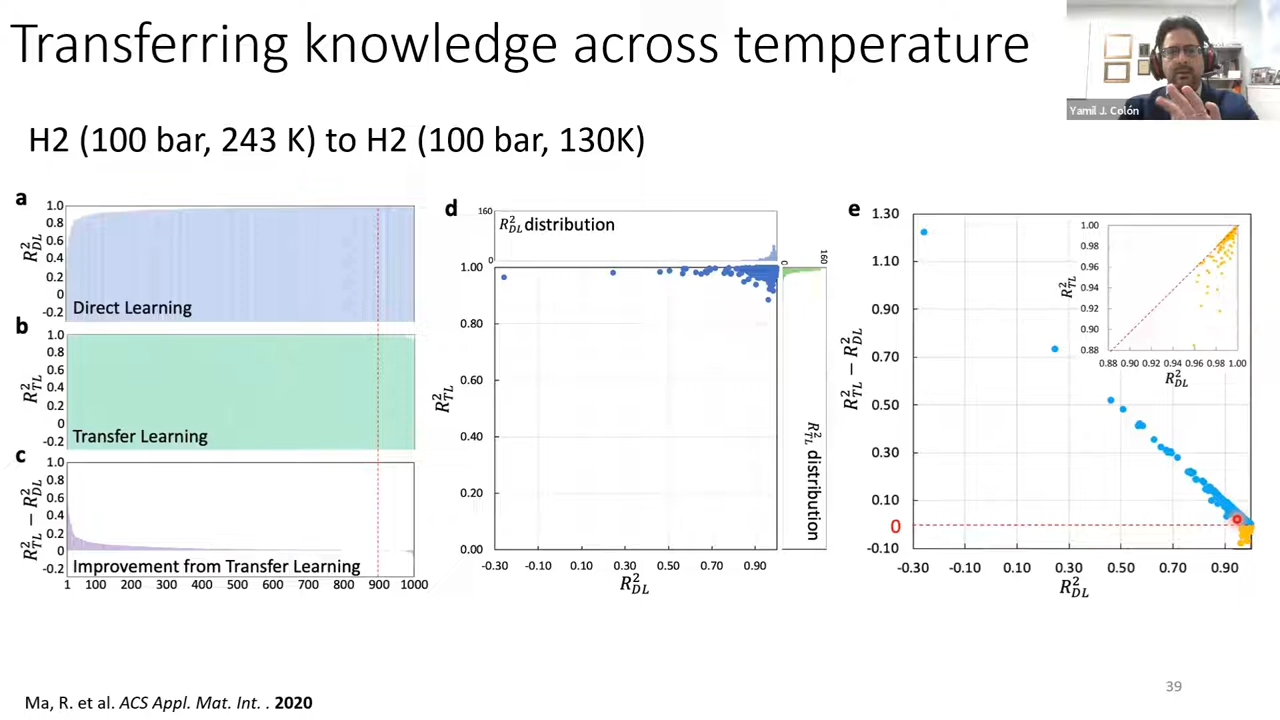 Transferring knowledge across temperature
Yamil J. Colón
H2 (100 bar, 243 K) to H2 (100 bar, 130K)
a
1.0
0.8
0.6
0.4
0.2
0
-0.2
R²DL
Direct Learning
b
1.0
0.8
0.6
0.4
0.2
0
-0.2
R²TL
Transfer Learning
c
1.0
0.8
0.6
0.4
0.2
0
-0.2
R²TL − R²DL
Improvement from Transfer Learning
1 100 200 300 400 500 600 700 800 900 1000
d
160
0
R²DL distribution
0 160
R²TL distribution
1.00
0.80
0.60
0.40
0.20
0.00
R²TL
-0.30 -0.10 0.10 0.30 0.50 0.70 0.90
R²DL
e
1.30
1.10
0.90
0.70
0.50
0.30
0.10
0
-0.10
R²TL − R²DL
-0.30 -0.10 0.10 0.30 0.50 0.70 0.90
R²DL
1.00
0.98
0.96
0.94
0.92
0.90
0.88
R²TL
0.88 0.90 0.92 0.94 0.96 0.98 1.00
R²DL
39
Ma, R. et al. ACS Appl. Mat. Int. . 2020